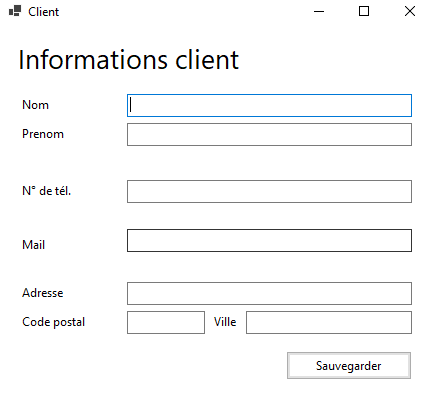 Client
Informations client
Nom
Prenom
N° de tél.
Mail
Adresse
Code postal Ville
Sauvegarder